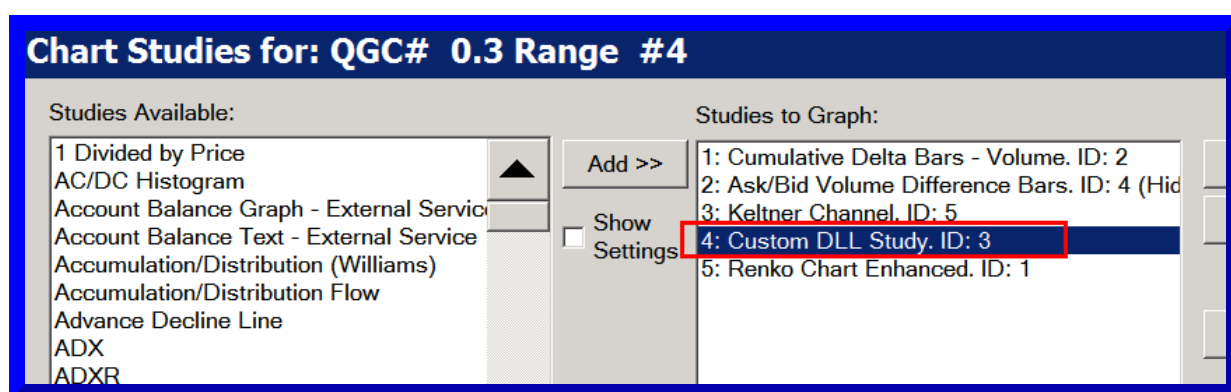 Chart Studies for: QGC# 0.3 Range #4
Studies Available:
1 Divided by Price
AC/DC Histogram
Account Balance Graph - External Servic
Account Balance Text - External Service
Accumulation/Distribution (Williams)
Accumulation/Distribution Flow
Advance Decline Line
ADX
ADXR
Add >>
Show
Settings
Studies to Graph:
1: Cumulative Delta Bars - Volume. ID: 2
2: Ask/Bid Volume Difference Bars. ID: 4 (Hid
3: Keltner Channel. ID: 5
4: Custom DLL Study. ID: 3
5: Renko Chart Enhanced. ID: 1